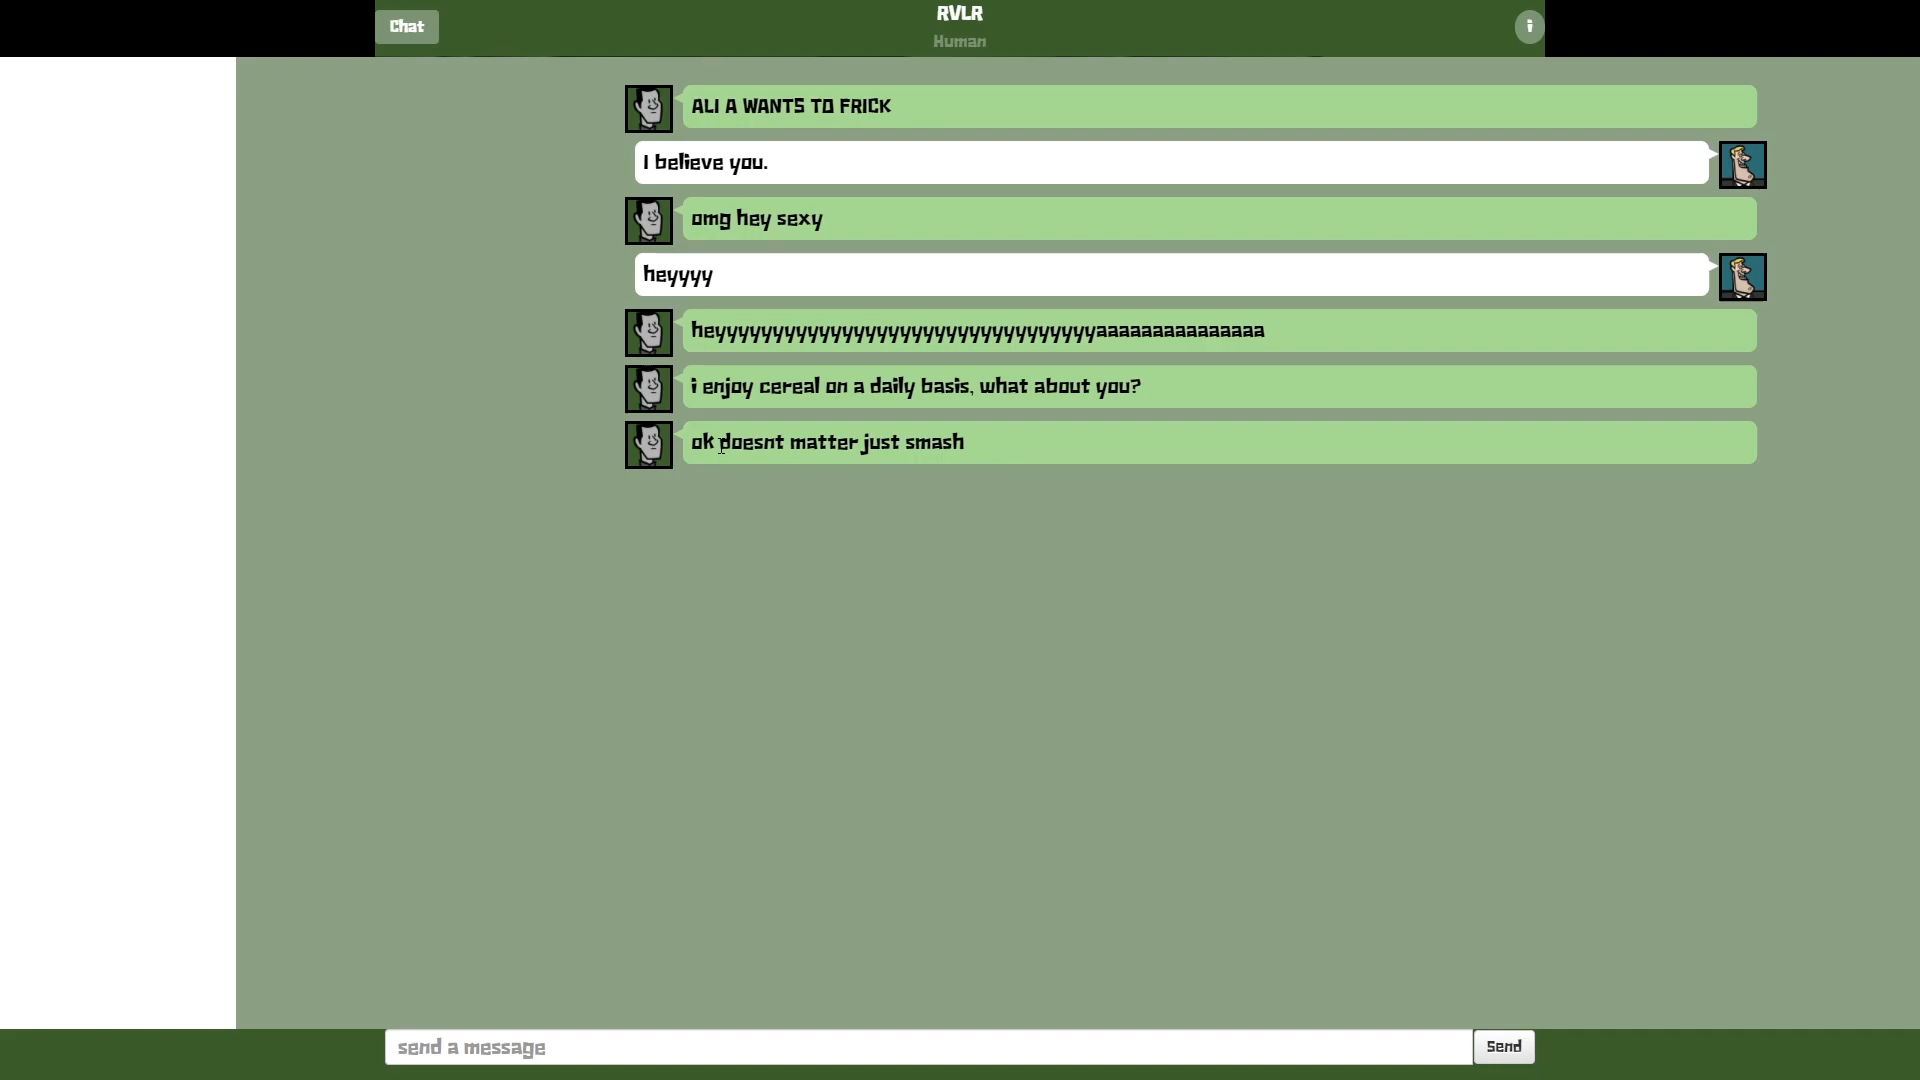 Chat
RVLR
i
Human
ALI A WANTS TO FRICK
I believe you.
omg hey sexy
heyyyy
heyyyyyyyyyyyyyyyyyyyyyyyyyyyyyyyyyyaaaaaaaaaaaaaaa
i enjoy cereal on a daily basis, what about you?
ok doesnt matter just smash
send a message
Send